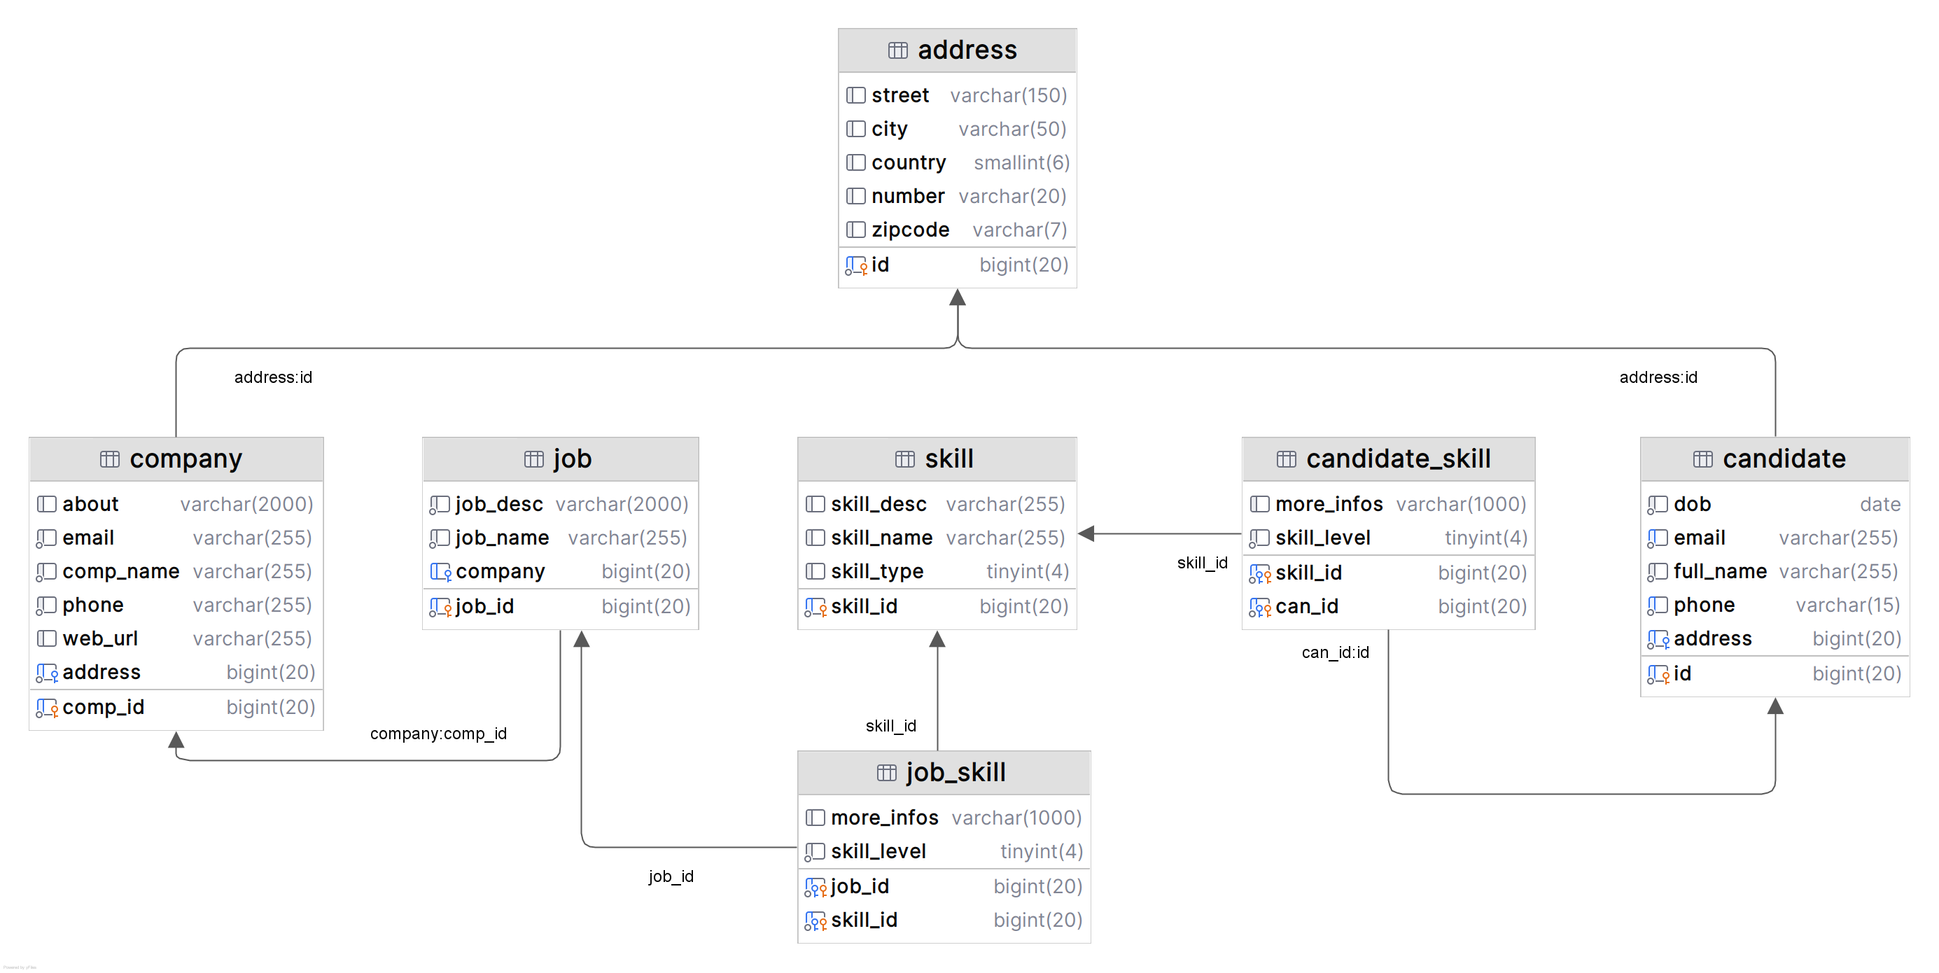 address
street varchar(150)
city varchar(50)
country smallint(6)
number varchar(20)
zipcode varchar(7)
id bigint(20)
address:id
address:id
company
about varchar(2000)
email varchar(255)
comp_name varchar(255)
phone varchar(255)
web_url varchar(255)
address bigint(20)
comp_id bigint(20)
job
job_desc varchar(2000)
job_name varchar(255)
company bigint(20)
job_id bigint(20)
skill
skill_desc varchar(255)
skill_name varchar(255)
skill_type tinyint(4)
skill_id bigint(20)
skill_id
candidate_skill
more_infos varchar(1000)
skill_level tinyint(4)
skill_id bigint(20)
can_id bigint(20)
can_id:id
candidate
dob date
email varchar(255)
full_name varchar(255)
phone varchar(15)
address bigint(20)
id bigint(20)
company:comp_id
skill_id
job_skill
more_infos varchar(1000)
skill_level tinyint(4)
job_id bigint(20)
skill_id bigint(20)
job_id
Powered by yFiles